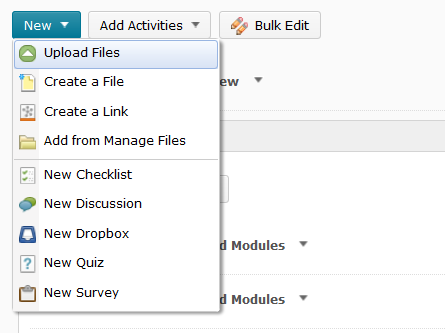 New Add Activities Bulk Edit
Upload Files
Create a File
ew
Create a Link
Add from Manage Files
New Checklist
New Discussion
New Dropbox
d Modules
New Quiz
New Survey
d Modules